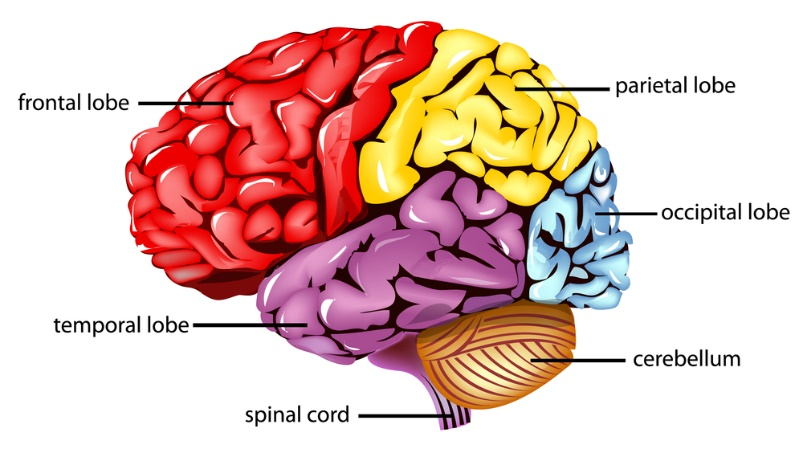 parietal lobe
frontal lobe
occipital lobe
temporal lobe
cerebellum
spinal cord